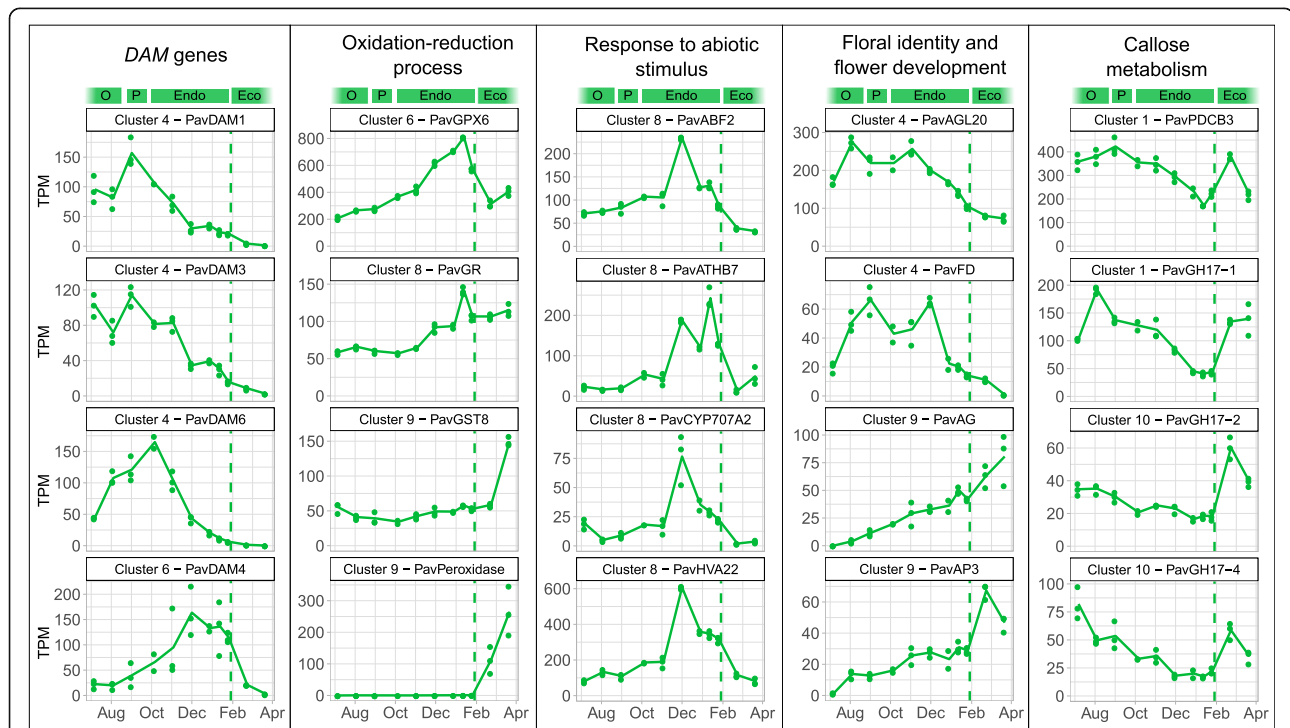 DAM genes
O P Endo Eco
Cluster 4 – PavDAM1
TPM
150
100
50
0
Cluster 4 – PavDAM3
TPM
120
80
40
0
Cluster 4 – PavDAM6
TPM
150
100
50
0
Cluster 6 – PavDAM4
TPM
200
150
100
50
0
Aug Oct Dec Feb Apr
Oxidation-reduction
process
O P Endo Eco
Cluster 6 – PavGPX6
800
600
400
200
0
Cluster 8 – PavGR
150
100
50
0
Cluster 9 – PavGST8
150
100
50
0
Cluster 9 – PavPeroxidase
300
200
100
0
Aug Oct Dec Feb Apr
Response to abiotic
stimulus
O P Endo Eco
Cluster 8 – PavABF2
200
150
100
50
0
Cluster 8 – PavATHB7
200
100
0
Cluster 8 – PavCYP707A2
75
50
25
0
Cluster 8 – PavHVA22
600
400
200
0
Aug Oct Dec Feb Apr
Floral identity and
flower development
O P Endo Eco
Cluster 4 – PavAGL20
300
200
100
0
Cluster 4 – PavFD
60
40
20
0
Cluster 9 – PavAG
100
75
50
25
0
Cluster 9 – PavAP3
60
40
20
0
Aug Oct Dec Feb Apr
Callose
metabolism
O P Endo Eco
Cluster 1 – PavPDCB3
400
300
200
100
0
Cluster 1 – PavGH17–1
200
150
100
50
0
Cluster 10 – PavGH17–2
60
40
20
0
Cluster 10 – PavGH17–4
100
75
50
25
0
Aug Oct Dec Feb Apr